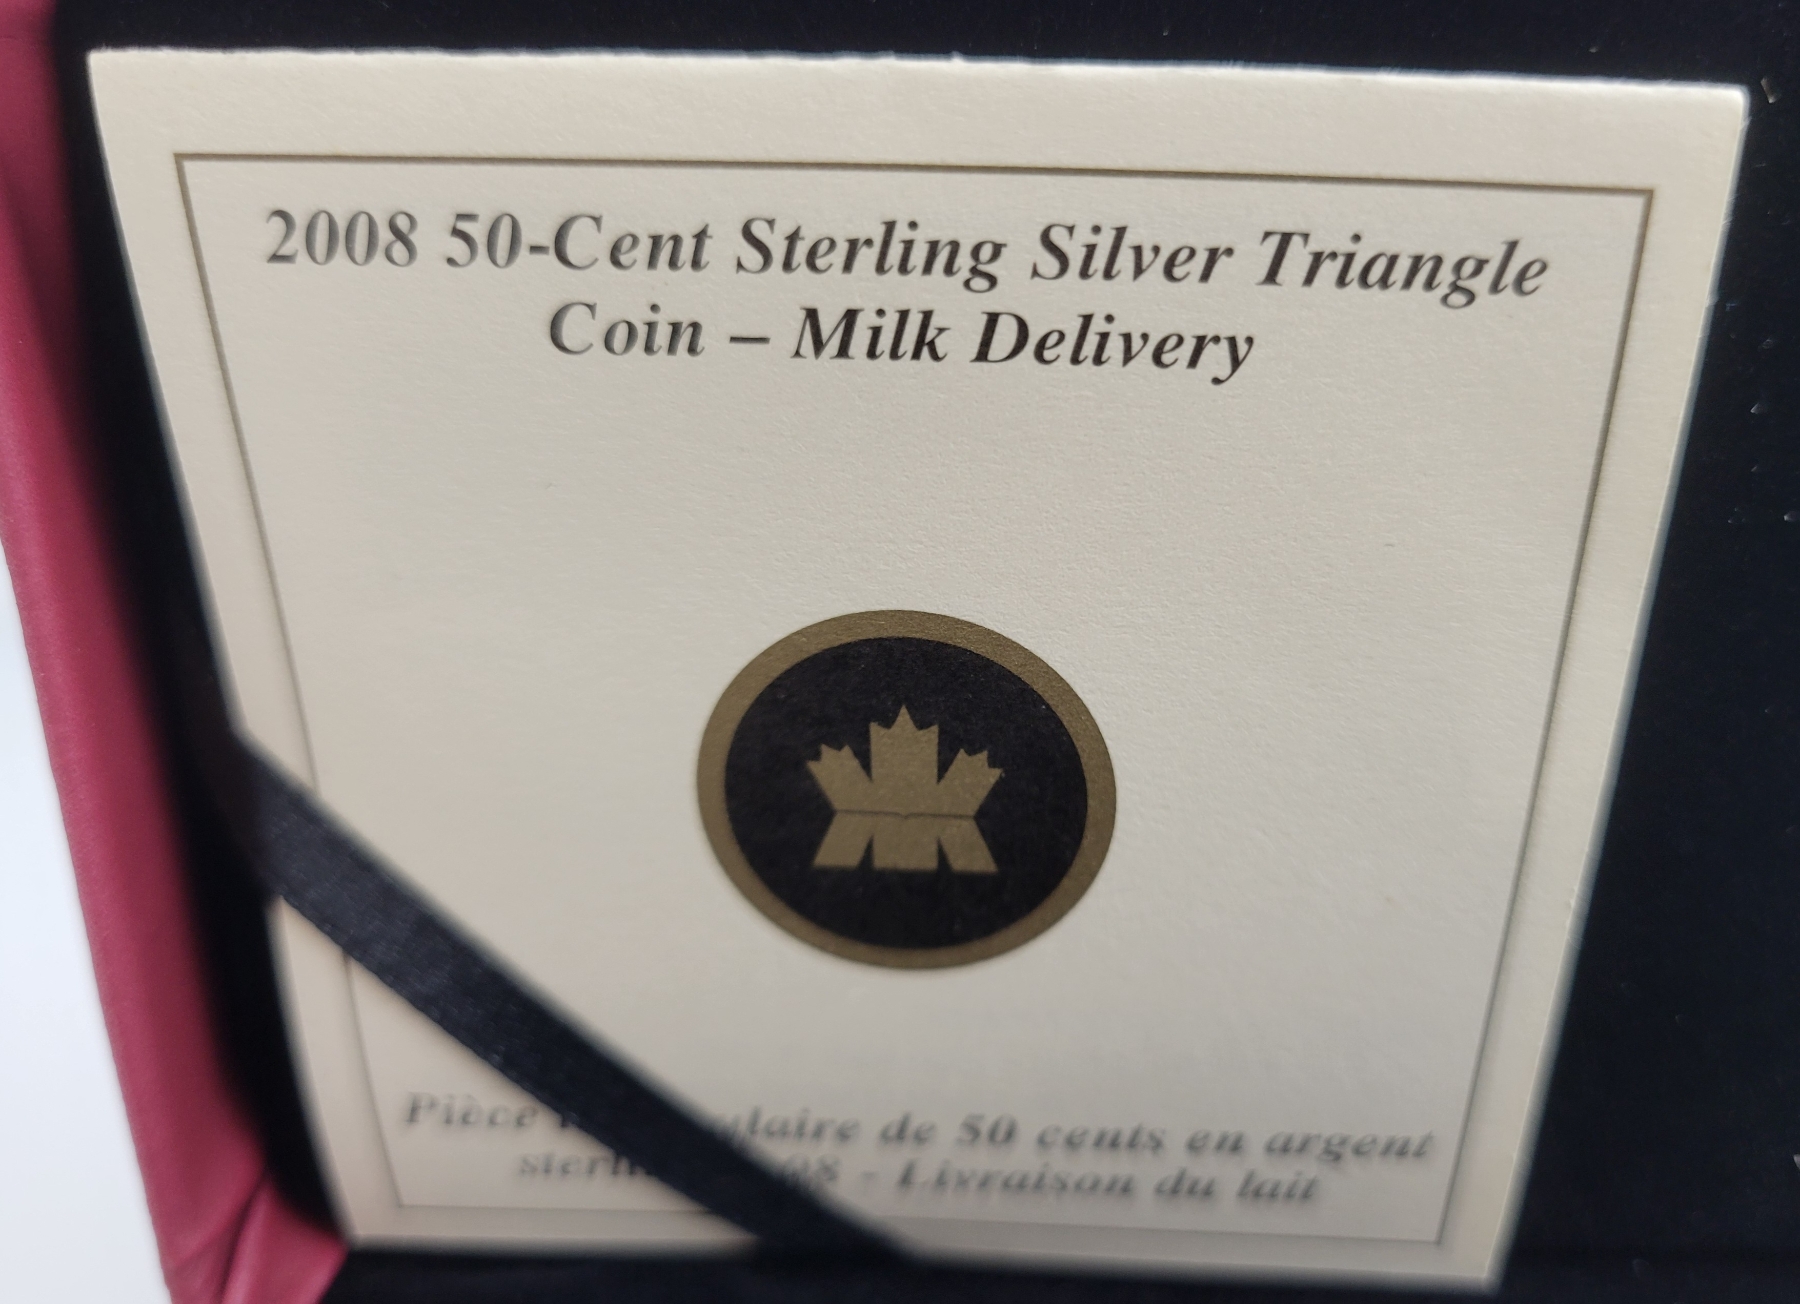 2008 50-Cent Sterling Silver Triangle
Coin – Milk Delivery
Pièce de 50 cents en argent
- Livraison du lait